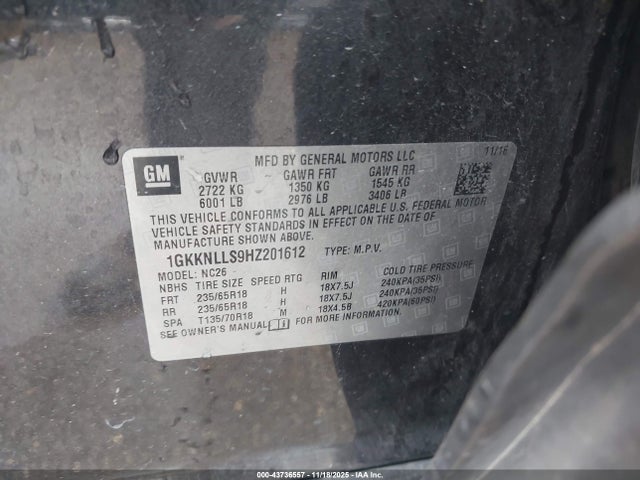 GM
MFD BY GENERAL MOTORS LLC 11/16
GVWR GAWR FRT GAWR RR
2722 KG 1350 KG 1545 KG
6001 LB 2976 LB 3406 LB
THIS VEHICLE CONFORMS TO ALL APPLICABLE U.S. FEDERAL MOTOR
VEHICLE SAFETY STANDARDS IN EFFECT ON THE DATE OF
MANUFACTURE SHOWN ABOVE.
1GKKNLLS9HZ201612 TYPE: M.P.V.
MODEL: NC26
NBHS TIRE SIZE SPEED RTG RIM COLD TIRE PRESSURE
FRT 235/65R18 H 18X7.5J 240KPA(35PSI)
RR 235/65R18 H 18X7.5J 240KPA(35PSI)
SPA T135/70R18 M 18X4.5B 420KPA(60PSI)
SEE OWNER'S MANUAL FOR MORE INFORMATION.
000-43736557 - 11/18/2025 - IAAI.COM